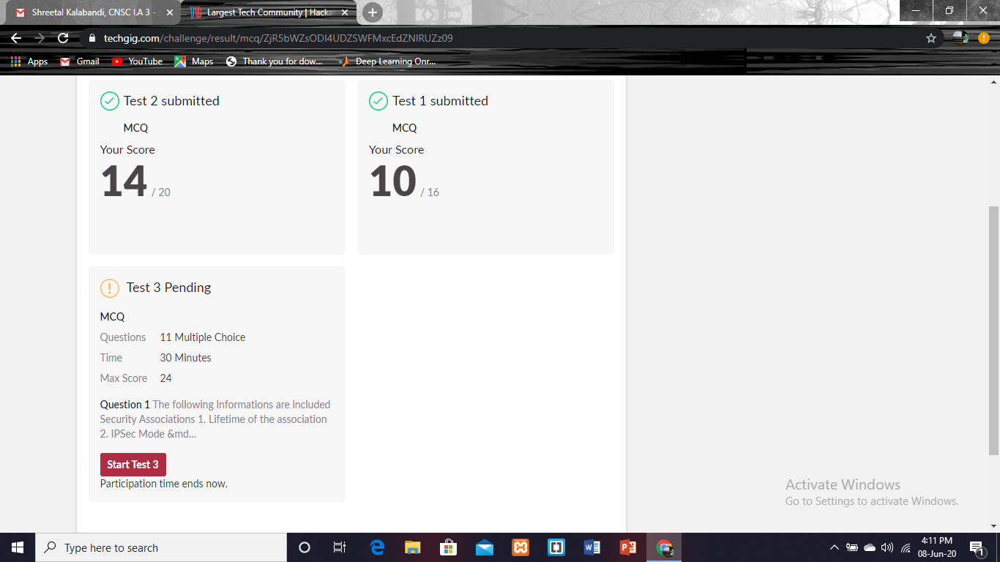 Shreetal Kalabandi, CNSC I.A 3 -
Largest Tech Community | Hacka
techgig.com/challenge/result/mcq/ZjR5bWZsODI4UDZSWFMxcEdZNlRUZz09
Apps Gmail YouTube Maps Thank you for dow... Deep Learning Onr...
Test 2 submitted
MCQ
Your Score
14 / 20
Test 1 submitted
MCQ
Your Score
10 / 16
Test 3 Pending
MCQ
Questions 11 Multiple Choice
Time 30 Minutes
Max Score 24
Question 1 The following Informations are included
Security Associations 1. Lifetime of the association
2. IPSec Mode &md...
Start Test 3
Participation time ends now.
Activate Windows
Go to Settings to activate Windows.
Type here to search
4:11 PM
08-Jun-20
1